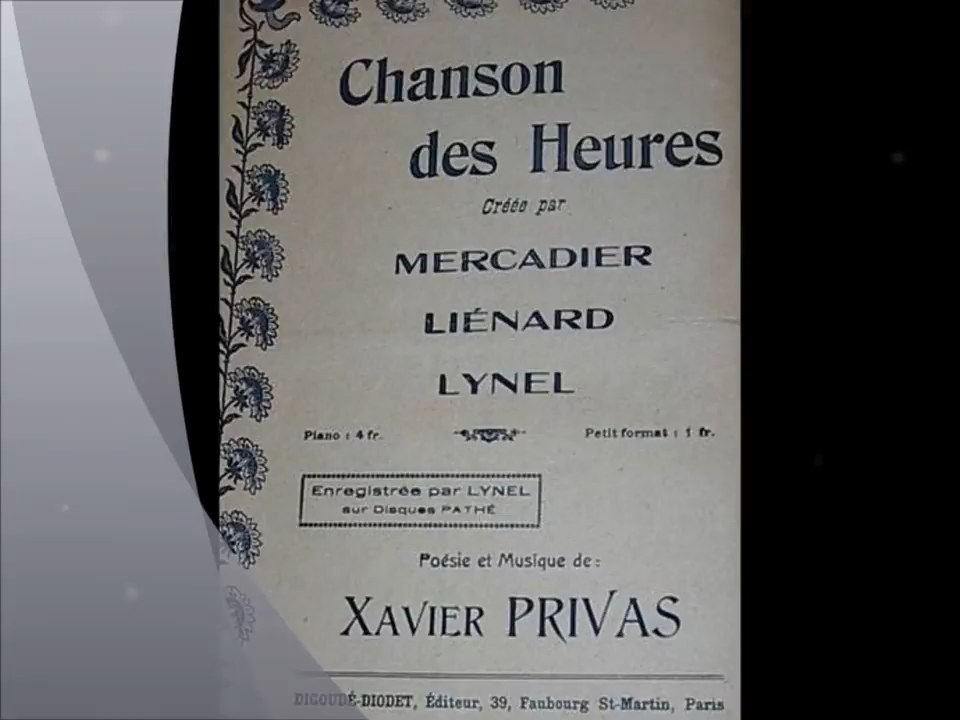 Chanson
des Heures
Créée par
MERCADIER
LIÉNARD
LYNEL
Piano : 4 fr.
Petit format : 1 fr.
Enregistrée par LYNEL
sur Disques PATHÉ
Poésie et Musique de :
XAVIER PRIVAS
DIGOUDÉ-DIODET, Éditeur, 39, Faubourg St-Martin, Paris